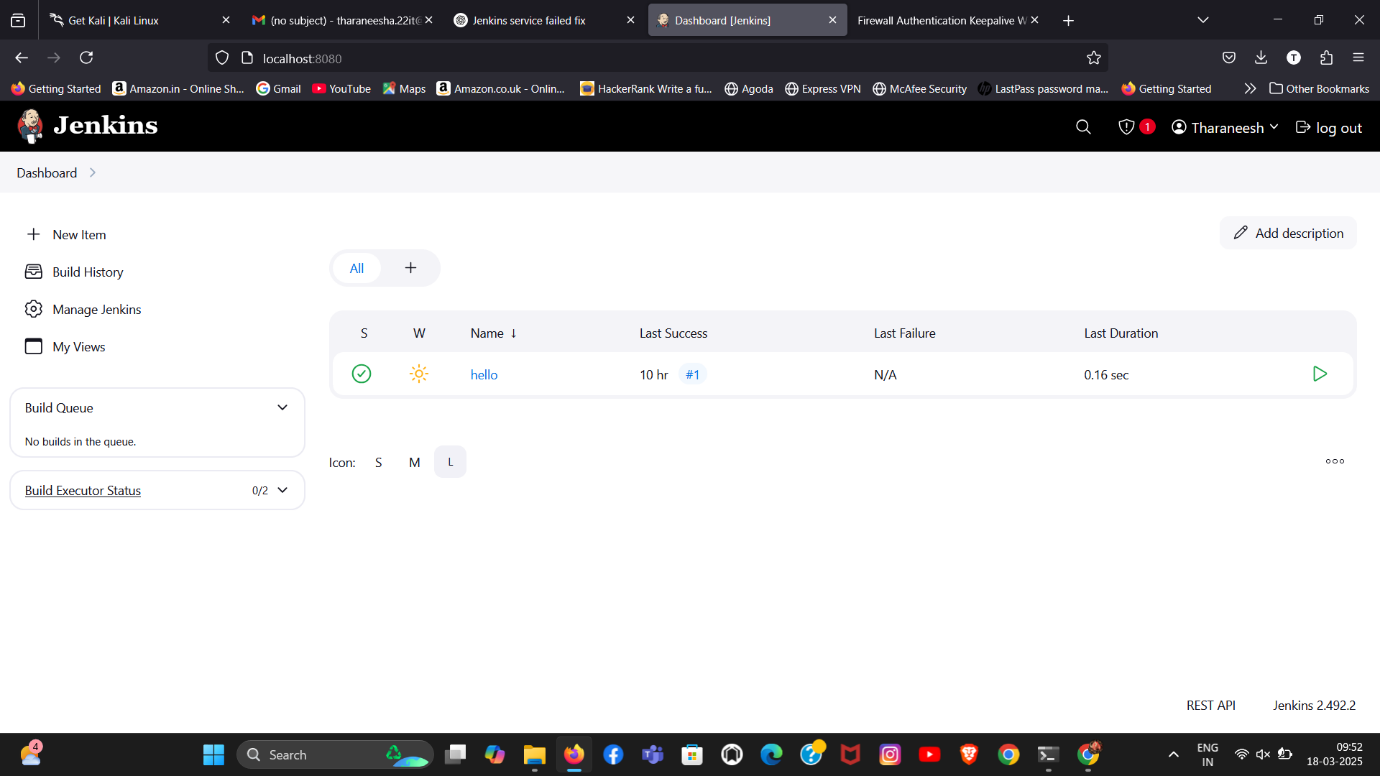 Get Kali | Kali Linux
(no subject) - tharaneesha.22it@
Jenkins service failed fix
Dashboard [Jenkins]
Firewall Authentication Keepalive W
localhost:8080
T
Getting Started
Amazon.in - Online Sh...
Gmail
YouTube
Maps
Amazon.co.uk - Onlin...
HackerRank Write a fu...
Agoda
Express VPN
McAfee Security
LastPass password ma...
Getting Started
Other Bookmarks
Jenkins
1
Tharaneesh
log out
Dashboard
New Item
Build History
Manage Jenkins
My Views
Build Queue
No builds in the queue.
Build Executor Status
0/2
Add description
All
S W Name ↓ Last Success Last Failure Last Duration
hello 10 hr #1 N/A 0.16 sec
Icon: S M L
REST API
Jenkins 2.492.2
4
Search
ENG
IN
09:52
18-03-2025